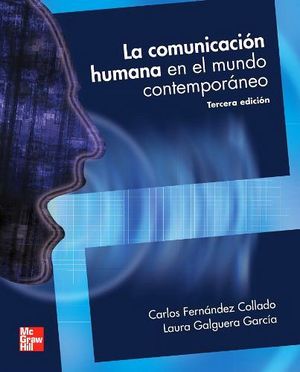 La comunicación
humana en el mundo
contemporáneo
Tercera edición
Carlos Fernández Collado
Laura Galguera García
Mc
Graw
Hill